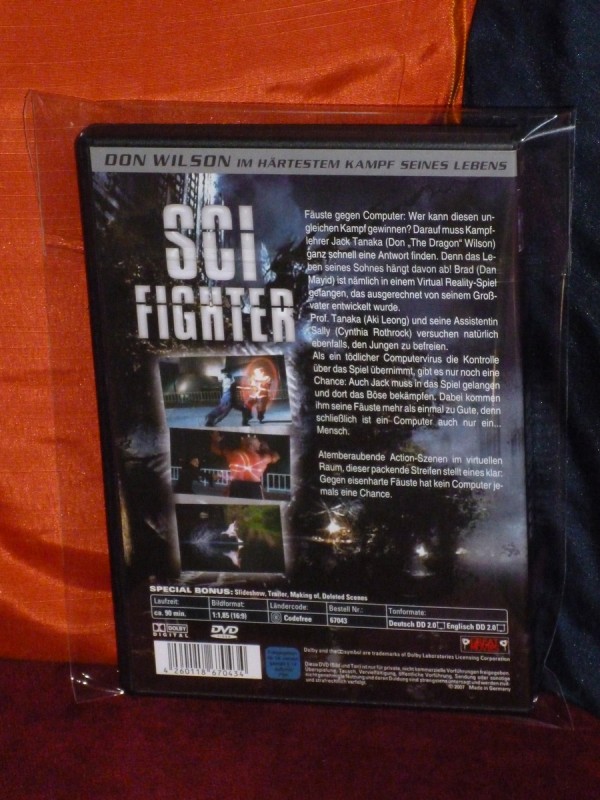 DON WILSON IM HÄRTESTEM KAMPF SEINES LEBENS
SCI
FIGHTER
Fäuste gegen Computer: Wer kann diesen un-
gleichen Kampf gewinnen? Darauf muss Kampf-
lehrer Jack Tanaka (Don „The Dragon" Wilson)
ganz schnell eine Antwort finden. Denn das Le-
ben seines Sohnes hängt davon ab! Brad (Dan
Mayid) ist nämlich in einem Virtual Reality-Spiel
gefangen, das ausgerechnet von seinem Groß-
vater entwickelt wurde.
Prof. Tanaka (Aki Leong) und seine Assistentin
Sally (Cynthia Rothrock) versuchen natürlich
ebenfalls, den Jungen zu befreien.
Als ein tödlicher Computervirus die Kontrolle
über das Spiel übernimmt, gibt es nur noch eine
Chance: Auch Jack muss in das Spiel gelangen
und dort das Böse bekämpfen. Dabei kommen
ihm seine Fäuste mehr als einmal zu Gute, denn
schließlich ist ein Computer auch nur ein...
Mensch.
Atemberaubende Action-Szenen im virtuellen
Raum, dieser packende Streifen stellt eines klar:
Gegen eisenharte Fäuste hat kein Computer je-
mals eine Chance.
SPECIAL BONUS: Slideshow, Trailer, Making of, Deleted Scenes
Laufzeit: Bildformat: Ländercode: Bestell Nr.: Tonformate:
ca. 90 min. 1:1,85 (16:9) Codefree 67043 Deutsch DD 2.0 Englisch DD 2.0
DOLBY
DIGITAL
DVD
Dolby and the symbol are trademarks of Dolby Laboratories Licensing Corporation
4 260118 670434
© 2007 Made in Germany